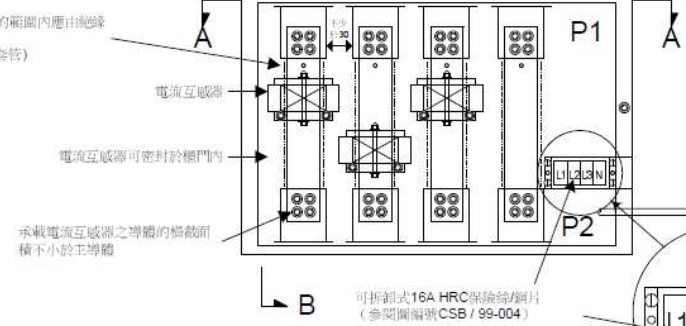 的範圍內應由絕緣
套管)
A
不少
於30
P1
A
電流互感器
電流互感器可密封於櫃門內
L1 L2 L3 N
承載電流互感器之導體的橫截面
積不小於主導體
P2
B
可拆卸式16A HRC保險絲/銅片
(參閱圖編號CSB / 99-004)
L1